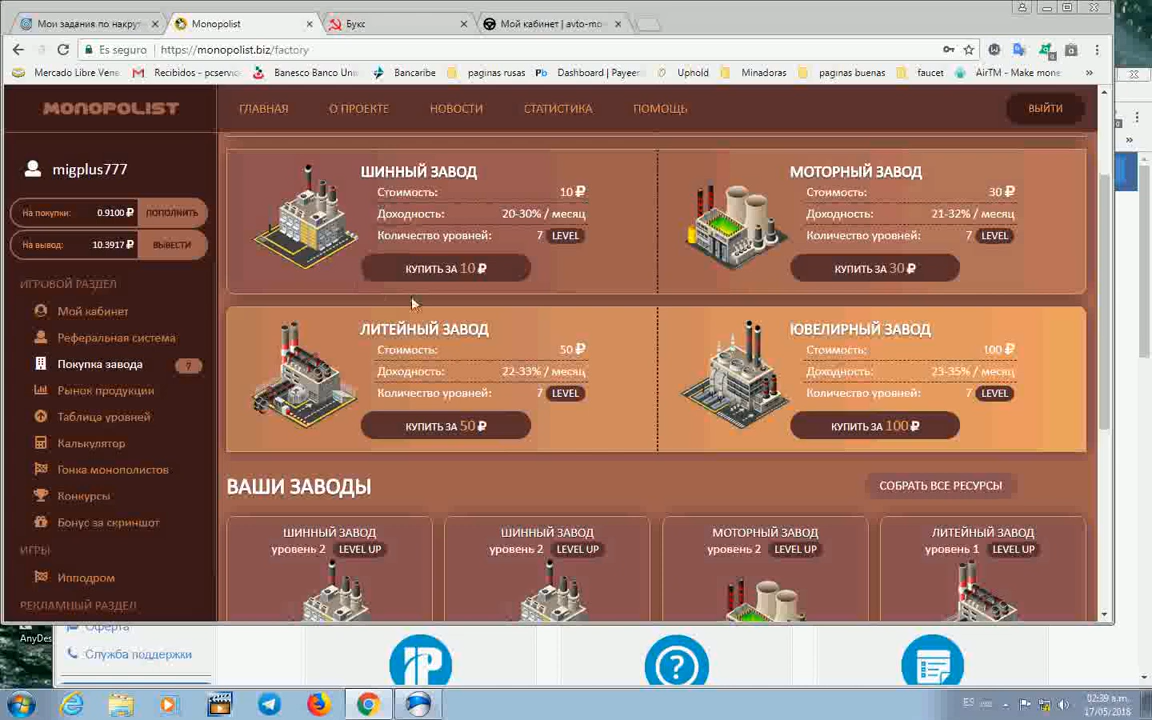 Мои задания по накрут
Monopolist
Букс
Мой кабинет | avto-mo
Es seguro
https://monopolist.biz/factory
Mercado Libre Vene
Recibidos - pcservic
Banesco Banco Uni
Bancaribe
paginas rusas
Dashboard | Payeer
Uphold
Minadoras
paginas buenas
faucet
AirTM - Make mone
MONOPOLIST
ГЛАВНАЯ
О ПРОЕКТЕ
НОВОСТИ
СТАТИСТИКА
ПОМОЩЬ
ВЫЙТИ
migplus777
На покупки: 0.9100 ₽ ПОПОЛНИТЬ
На вывод: 10.3917 ₽ ВЫВЕСТИ
ИГРОВОЙ РАЗДЕЛ
Мой кабинет
Реферальная система
Покупка завода 7
Рынок продукции
Таблица уровней
Калькулятор
Гонка монополистов
Конкурсы
Бонус за скриншот
ИГРЫ
Ипподром
РЕКЛАМНЫЙ РАЗДЕЛ
ШИННЫЙ ЗАВОД
Стоимость: 10 ₽
Доходность: 20-30% / месяц
Количество уровней: 7 LEVEL
КУПИТЬ ЗА 10 ₽
МОТОРНЫЙ ЗАВОД
Стоимость: 30 ₽
Доходность: 21-32% / месяц
Количество уровней: 7 LEVEL
КУПИТЬ ЗА 30 ₽
ЛИТЕЙНЫЙ ЗАВОД
Стоимость: 50 ₽
Доходность: 22-33% / месяц
Количество уровней: 7 LEVEL
КУПИТЬ ЗА 50 ₽
ЮВЕЛИРНЫЙ ЗАВОД
Стоимость: 100 ₽
Доходность: 23-35% / месяц
Количество уровней: 7 LEVEL
КУПИТЬ ЗА 100 ₽
ВАШИ ЗАВОДЫ
СОБРАТЬ ВСЕ РЕСУРСЫ
ШИННЫЙ ЗАВОД
уровень 2 LEVEL UP
ШИННЫЙ ЗАВОД
уровень 2 LEVEL UP
МОТОРНЫЙ ЗАВОД
уровень 2 LEVEL UP
ЛИТЕЙНЫЙ ЗАВОД
уровень 1 LEVEL UP
AnyDes
Оферта
Служба поддержки
ES
02:39 a.m.
17/05/2018